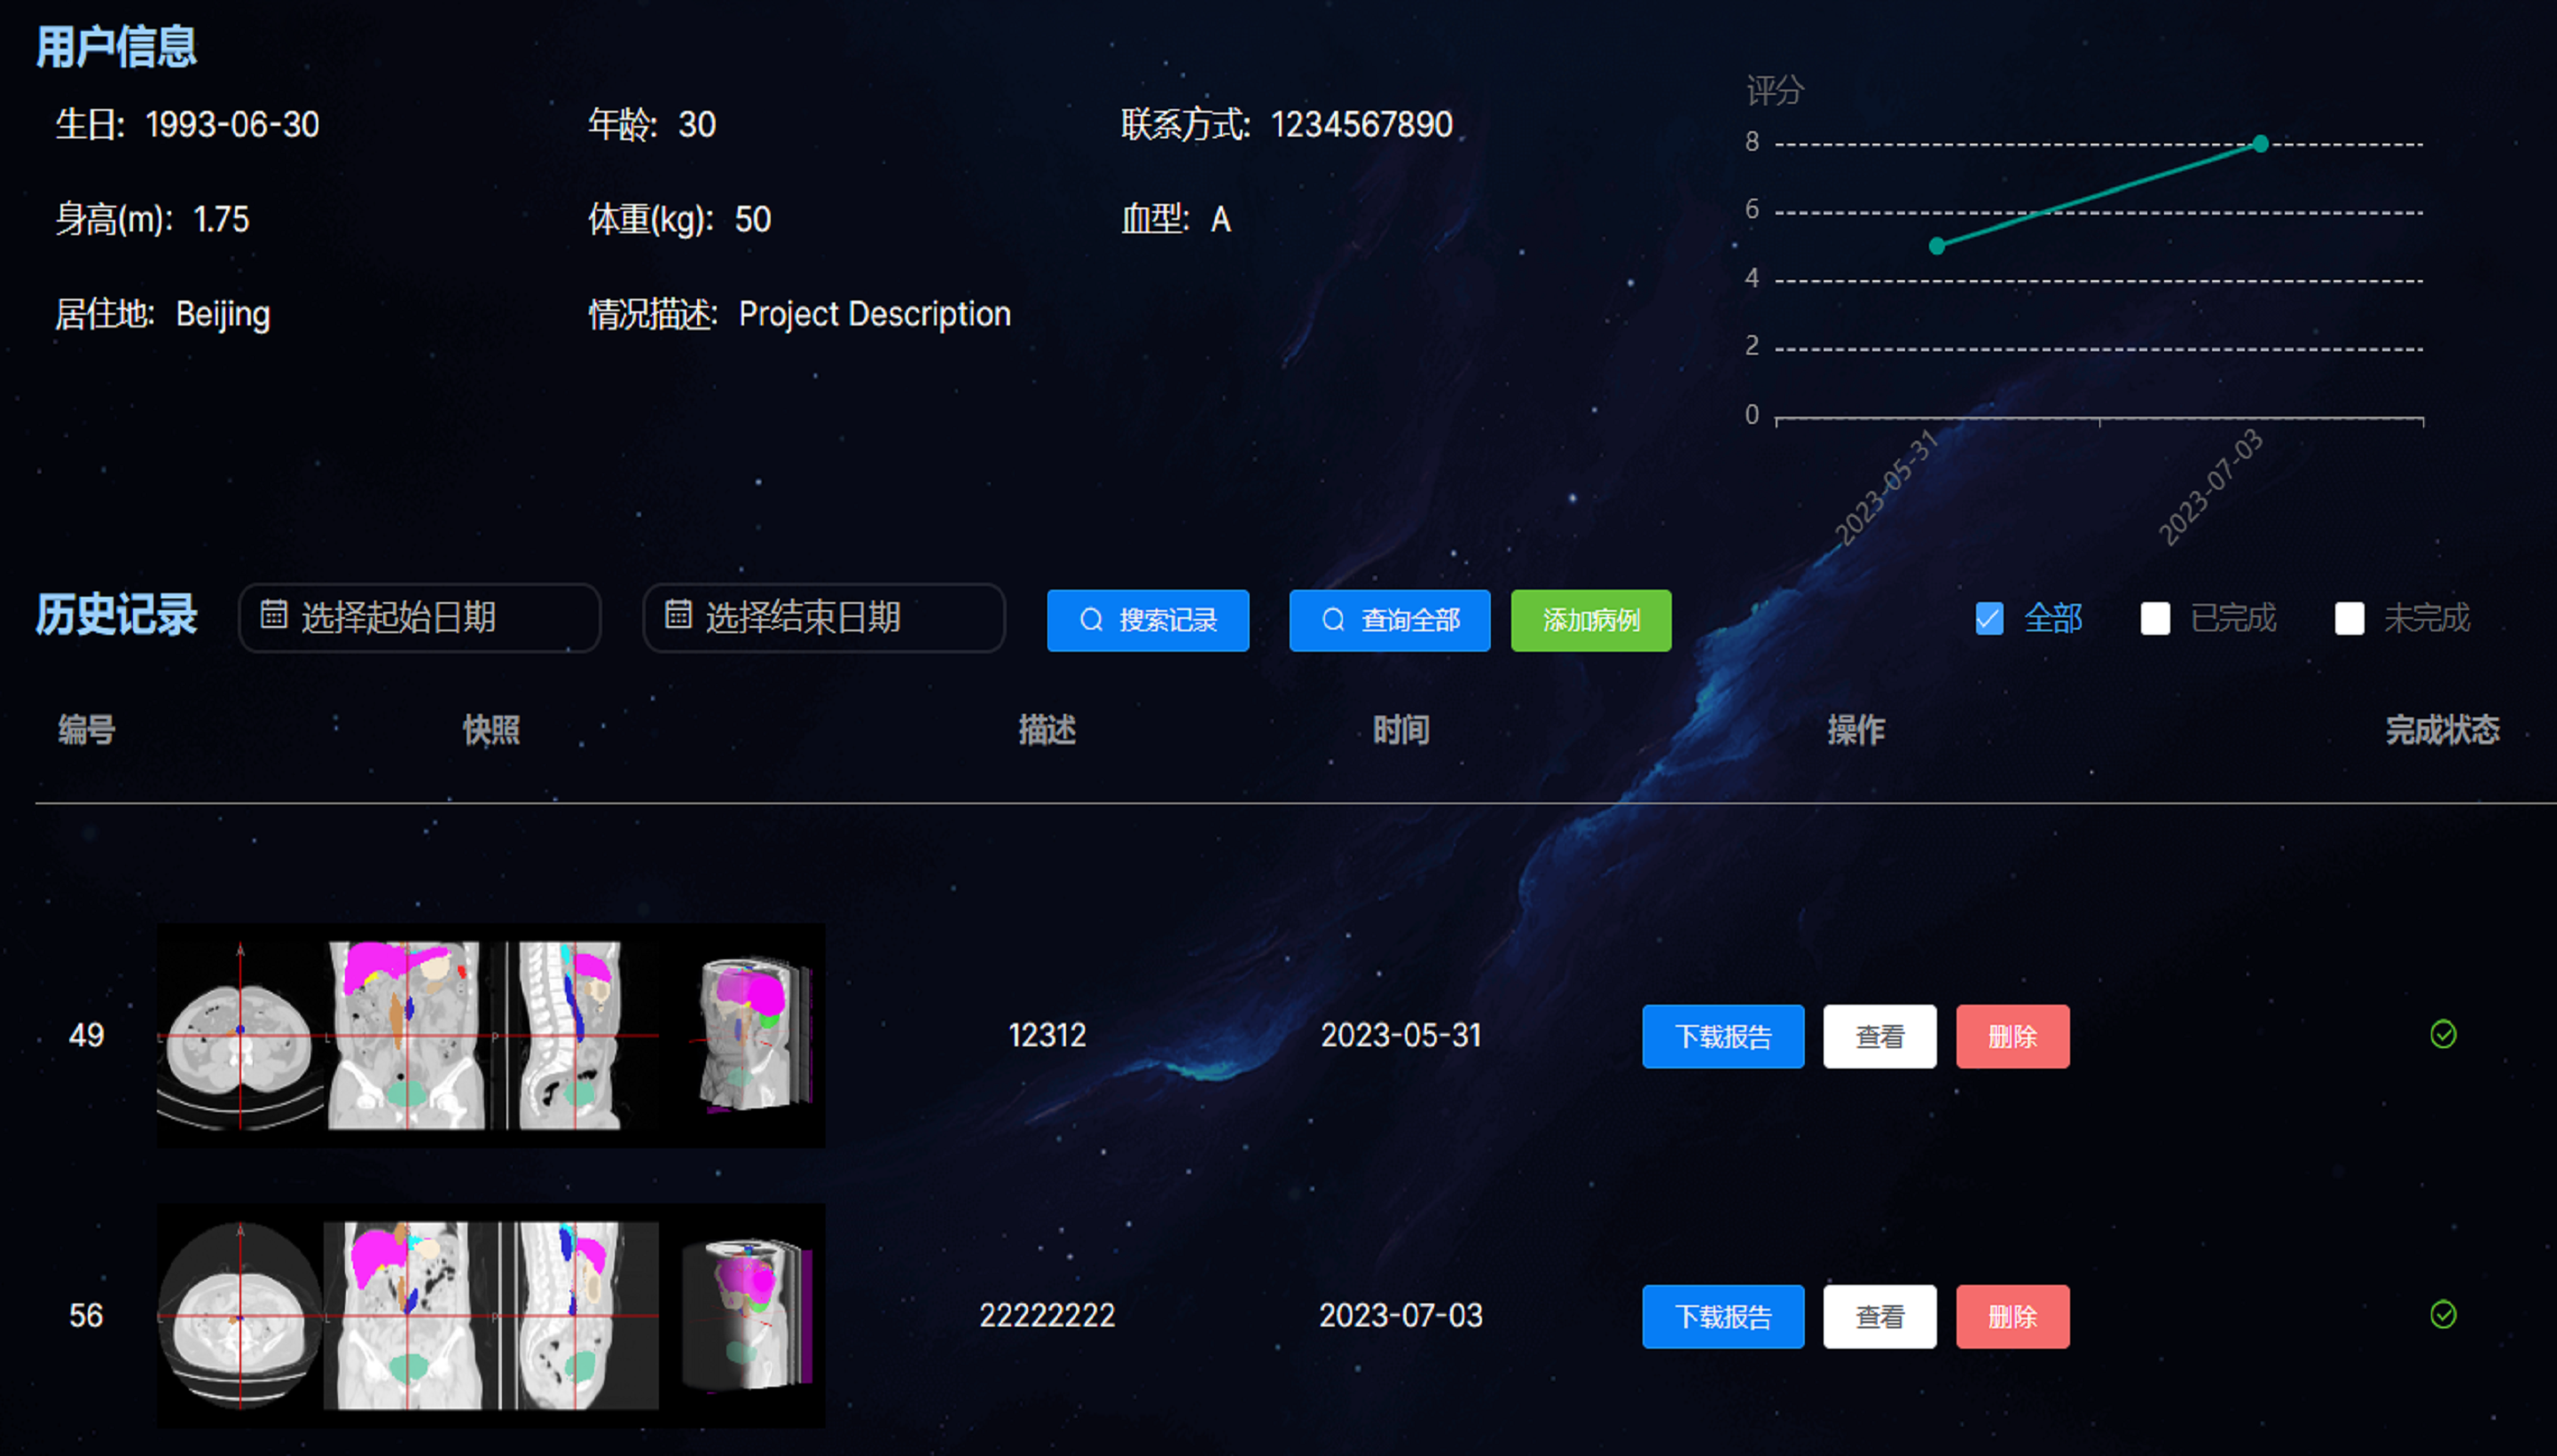 用户信息
生日: 1993-06-30
年龄: 30
联系方式: 1234567890
身高(m): 1.75
体重(kg): 50
血型: A
居住地: Beijing
情况描述: Project Description
评分
8
6
4
2
0
2023-05-31
2023-07-03
历史记录
选择起始日期
选择结束日期
搜索记录
查询全部
添加病例
全部
已完成
未完成
编号 快照 描述 时间 操作 完成状态
A
L
L
P
49 12312 2023-05-31 下载报告 查看 删除
A
L
L
P
56 22222222 2023-07-03 下载报告 查看 删除